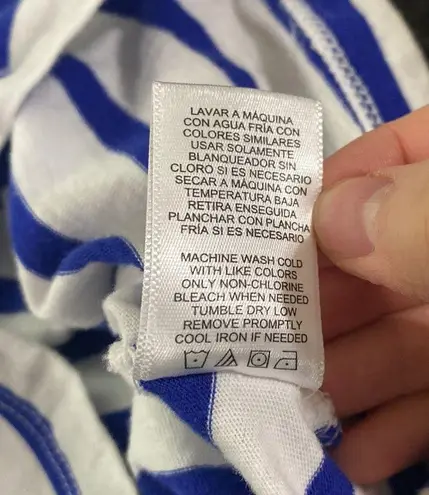 LAVAR A MÁQUINA
CON AGUA FRÍA CON
COLORES SIMILARES
USAR SOLAMENTE
BLANQUEADOR SIN
CLORO SI ES NECESARIO
SECAR A MÁQUINA CON
TEMPERATURA BAJA
RETIRA ENSEGUIDA
PLANCHAR CON PLANCHA
FRÍA SI ES NECESARIO
MACHINE WASH COLD
WITH LIKE COLORS
ONLY NON-CHLORINE
BLEACH WHEN NEEDED
TUMBLE DRY LOW
REMOVE PROMPTLY
COOL IRON IF NEEDED